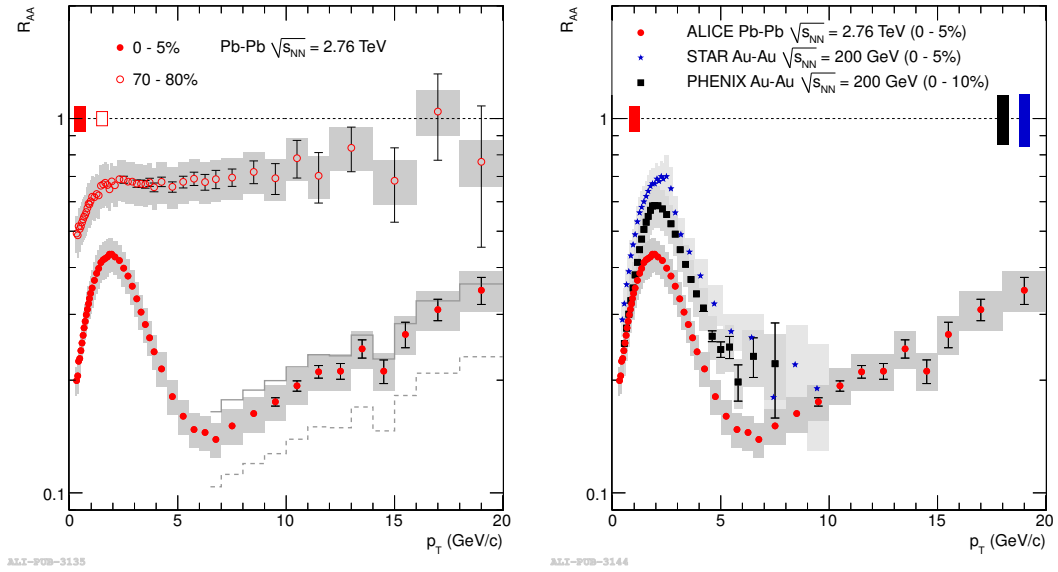 R_AA
0 - 5%
Pb-Pb √s_NN = 2.76 TeV
70 - 80%
1
0.1
0 5 10 15 20
p_T (GeV/c)
ALI-PUB-3135
R_AA
ALICE Pb-Pb √s_NN = 2.76 TeV (0 - 5%)
STAR Au-Au √s_NN = 200 GeV (0 - 5%)
PHENIX Au-Au √s_NN = 200 GeV (0 - 10%)
1
0.1
0 5 10 15 20
p_T (GeV/c)
ALI-PUB-3144